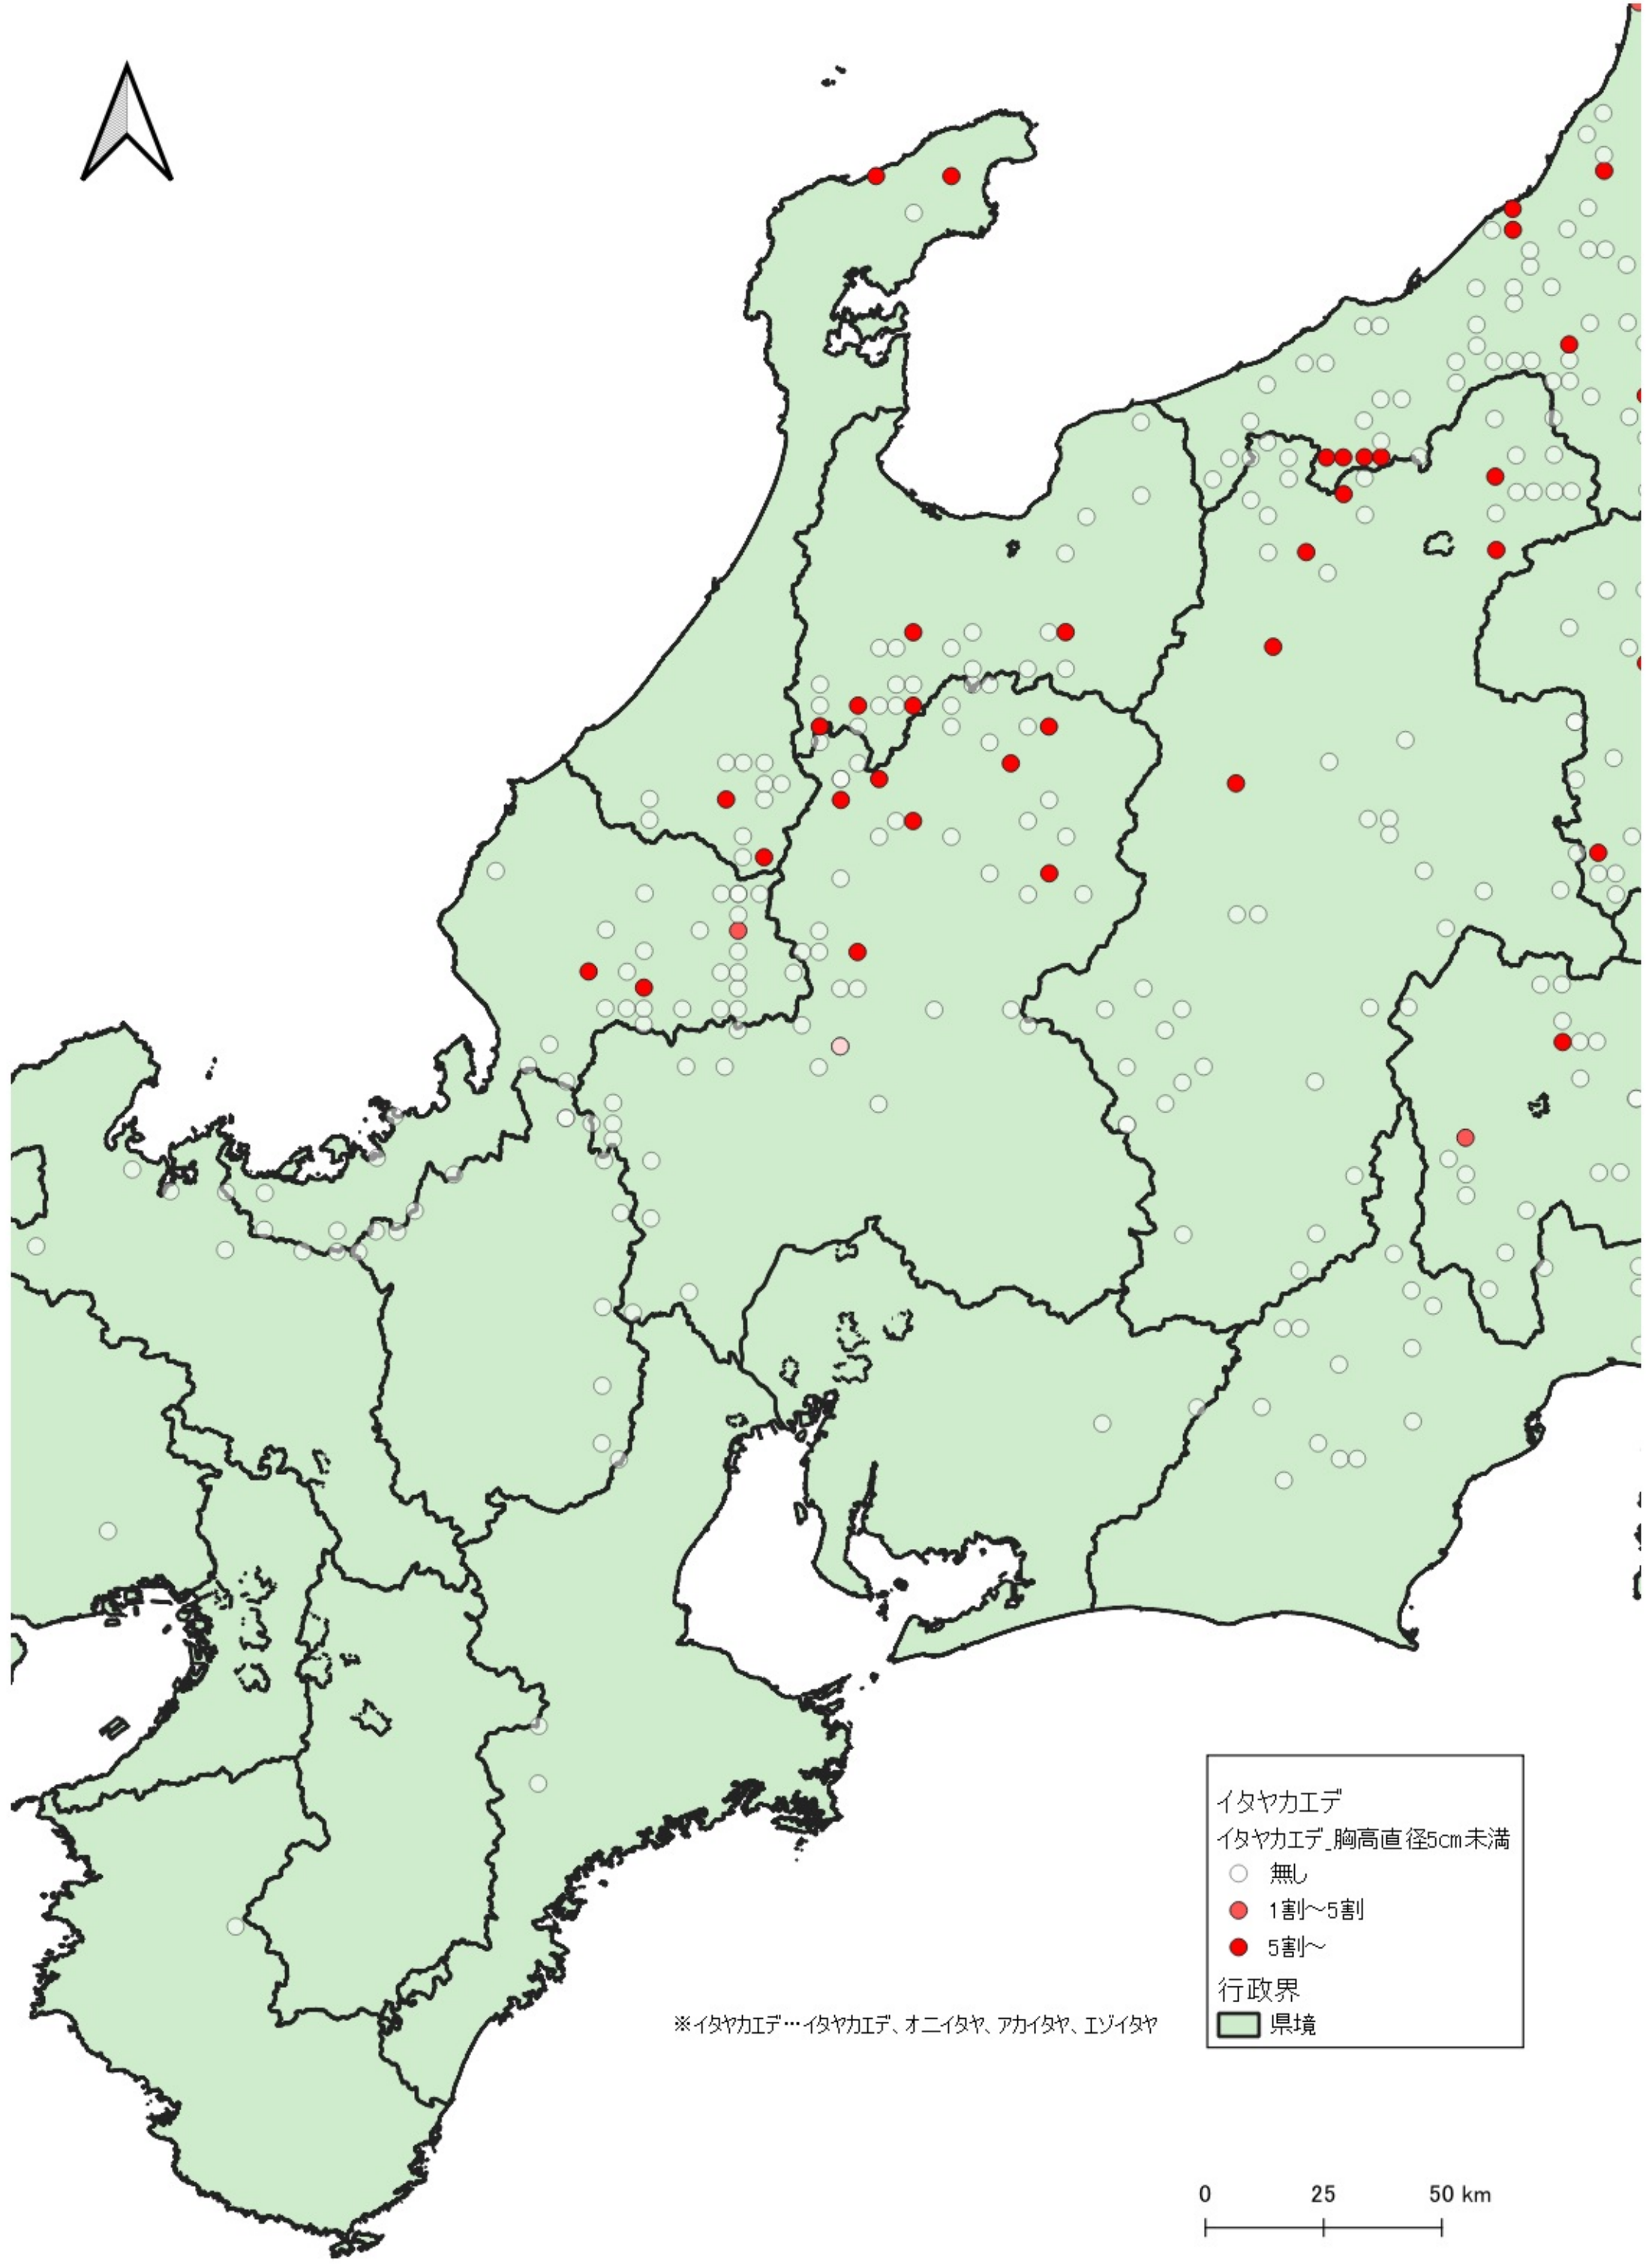 イタヤカエデ
イタヤカエデ_胸高直径5cm未満
無し
1割～5割
5割～
行政界
県境
※イタヤカエデ…イタヤカエデ、オニイタヤ、アカイタヤ、エゾイタヤ
0 25 50 km